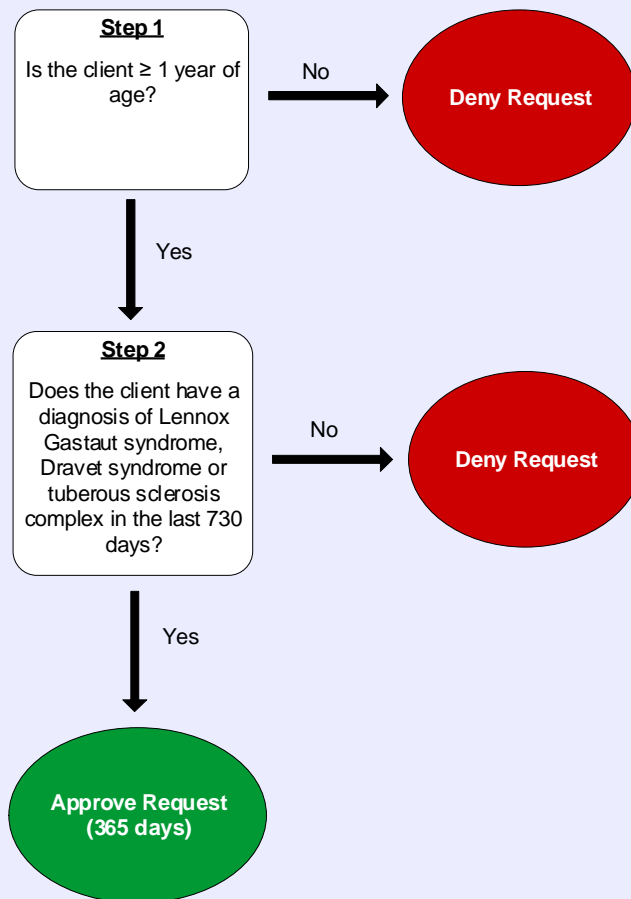 Step 1
Is the client ≥ 1 year of
age?
No
Deny Request
Yes
Step 2
Does the client have a
diagnosis of Lennox
Gastaut syndrome,
Dravet syndrome or
tuberous sclerosis
complex in the last 730
days?
No
Deny Request
Yes
Approve Request
(365 days)